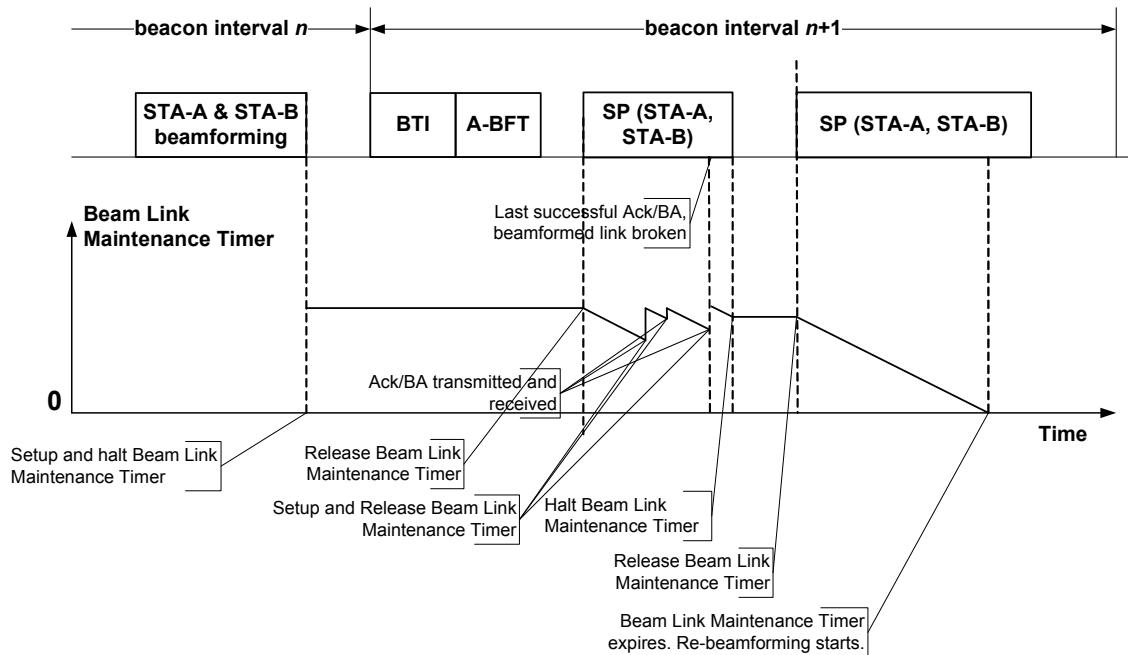 beacon interval n
beacon interval n+1
STA-A & STA-B
beamforming
BTI
A-BFT
SP (STA-A,
STA-B)
SP (STA-A, STA-B)
Last successful Ack/BA,
beamformed link broken
Beam Link
Maintenance Timer
Ack/BA transmitted and
received
0
Time
Setup and halt Beam Link
Maintenance Timer
Release Beam Link
Maintenance Timer
Setup and Release Beam Link
Maintenance Timer
Halt Beam Link
Maintenance Timer
Release Beam Link
Maintenance Timer
Beam Link Maintenance Timer
expires. Re-beamforming starts.